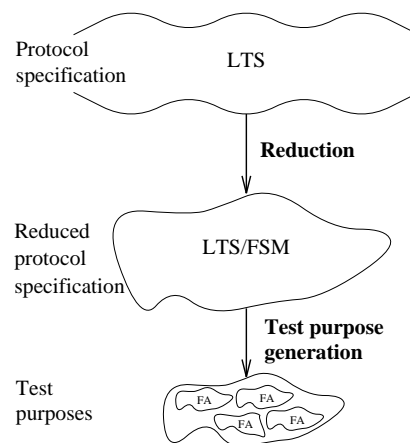 Protocol
specification
LTS
Reduction
Reduced
protocol
specification
LTS/FSM
Test purpose
generation
Test
purposes
FA
FA
FA
FA